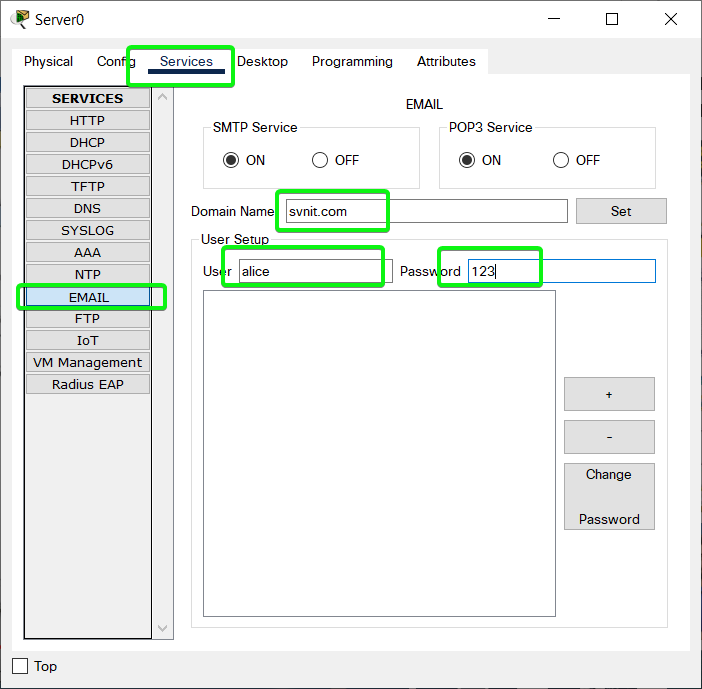 Server0
Physical Config Services Desktop Programming Attributes
SERVICES
HTTP
DHCP
DHCPv6
TFTP
DNS
SYSLOG
AAA
NTP
EMAIL
FTP
IoT
VM Management
Radius EAP
EMAIL
SMTP Service
ON OFF
POP3 Service
ON OFF
Domain Name svnit.com Set
User Setup
User alice Password 123
+
-
Change
Password
Top